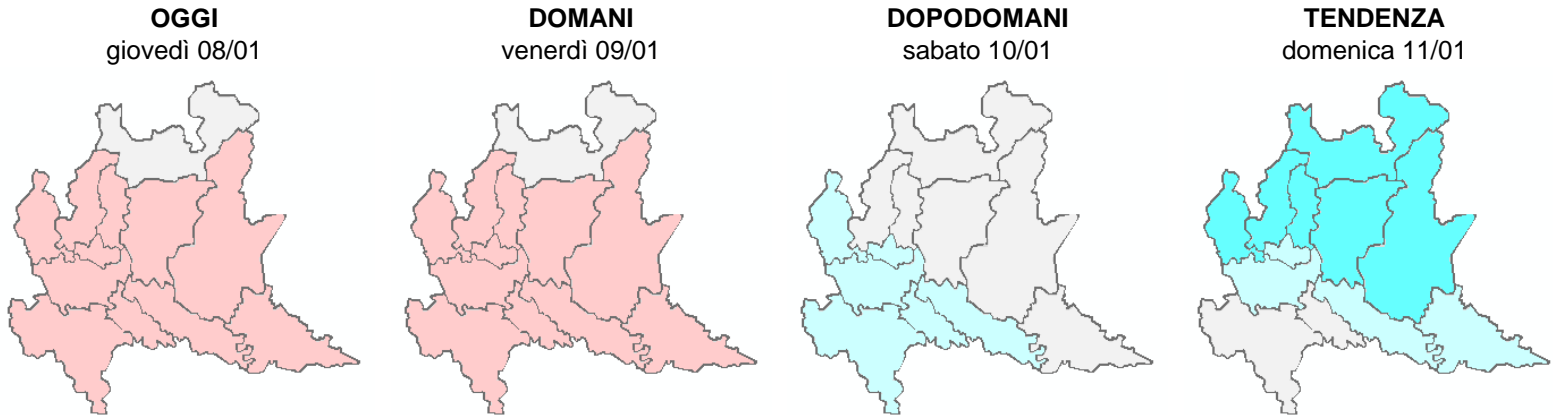 OGGI
giovedì 08/01
DOMANI
venerdì 09/01
DOPODOMANI
sabato 10/01
TENDENZA
domenica 11/01